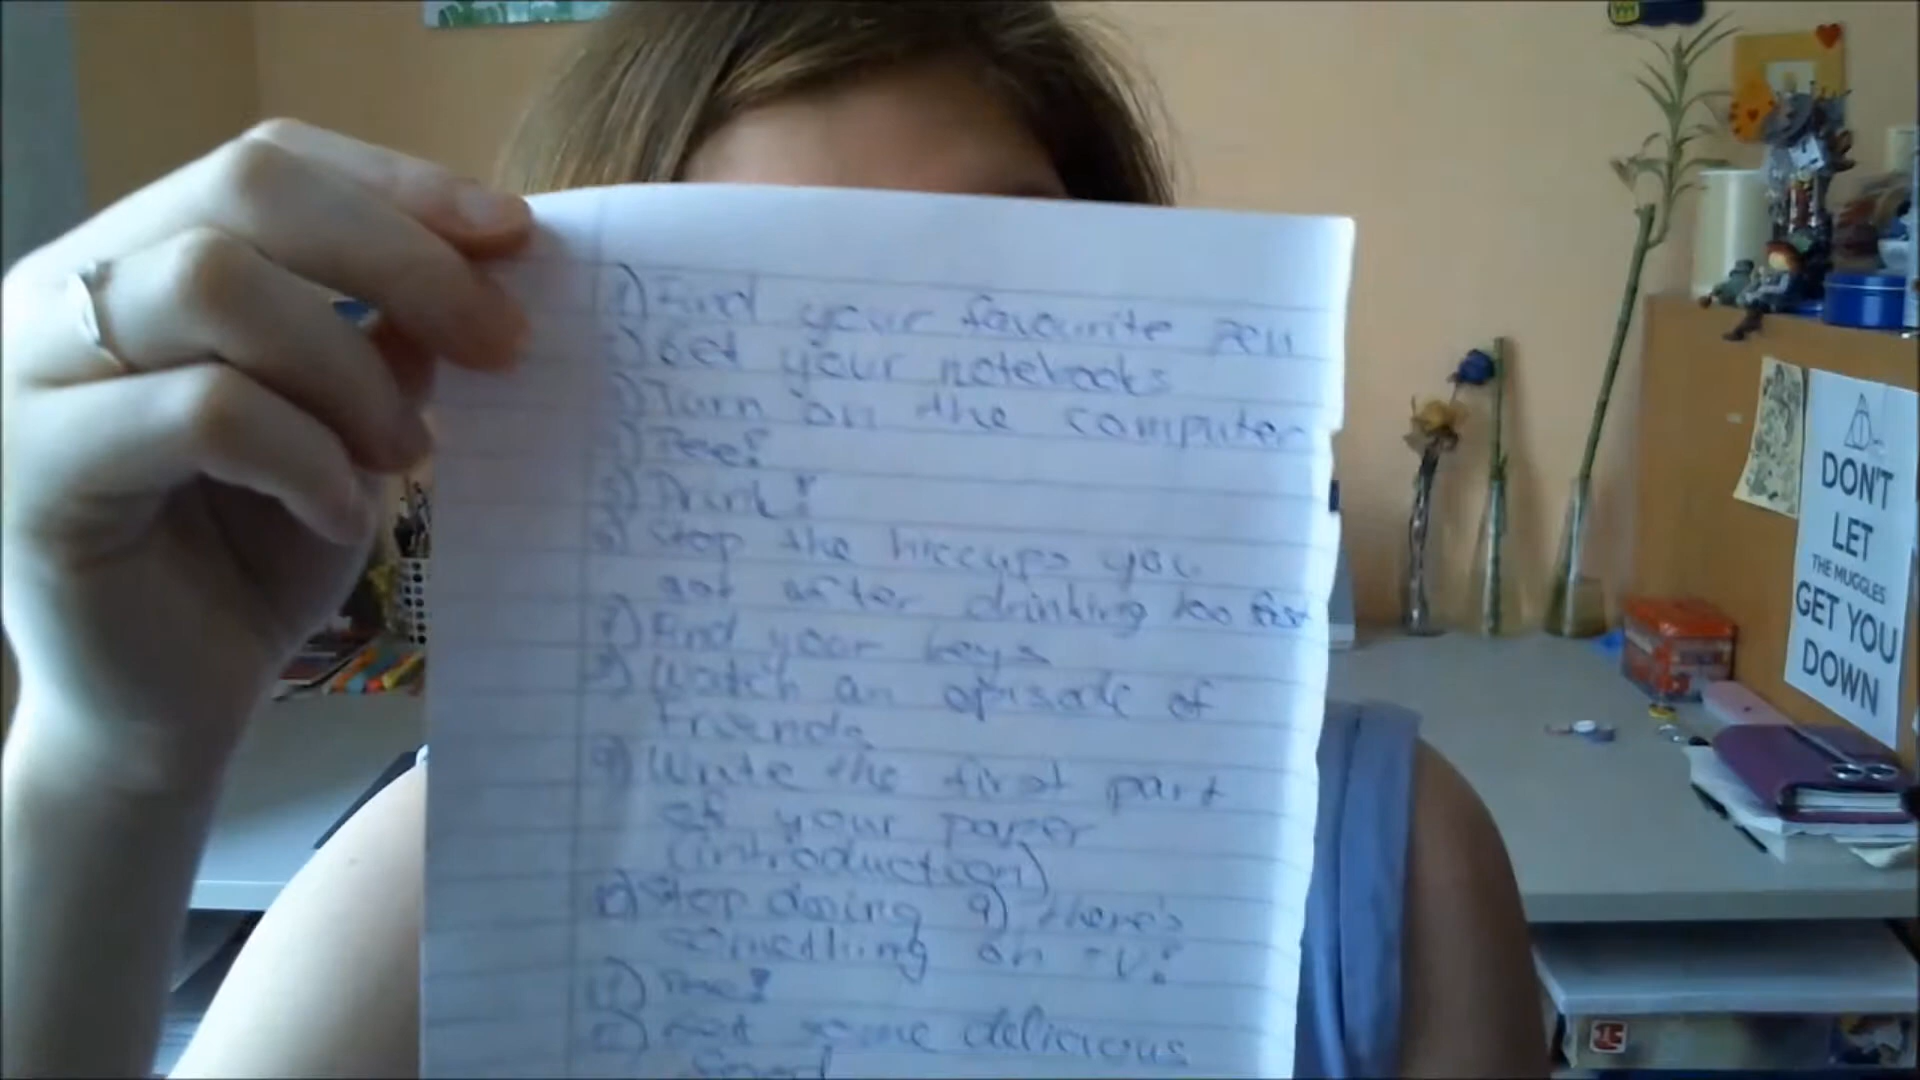 1) Find your favourite pen
2) Get your notebooks
3) Turn on the computer
4) Pee!
5) Drink!
6) Stop the hiccups you
got after drinking too fast
7) Find your keys
8) Watch an episode of
Friends
9) Write the first part
of your paper
(introduction)
10) Stop doing 9) there's
something on TV!
11) Pee!
12) Eat some delicious
food
DON'T
LET
THE MUGGLES
GET YOU
DOWN